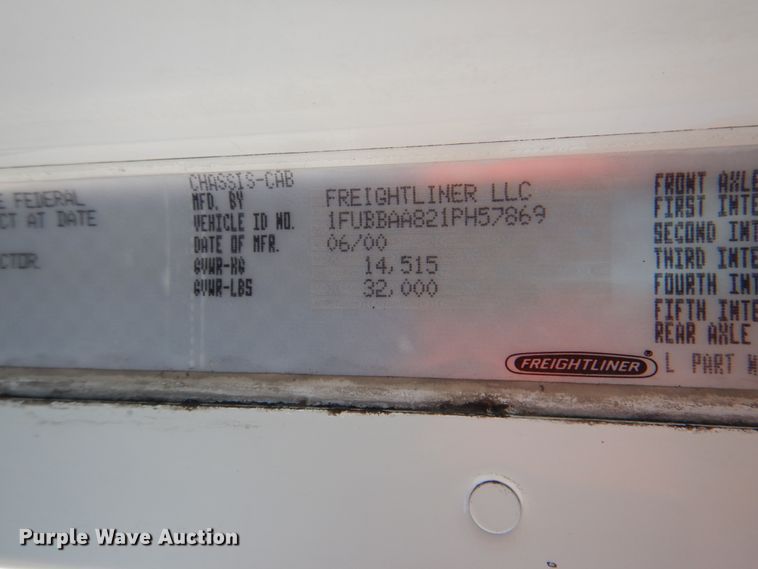 E FEDERAL
CT AT DATE
CTOR
CHASSIS-CAB
MFD. BY FREIGHTLINER LLC
VEHICLE ID NO. 1FUBBAA821PH57869
DATE OF MFR. 06/00
GVWR-KG 14,515
GVWR-LBS 32,000
FRONT AXLE
FIRST INTE
SECOND INT
THIRD INTE
FOURTH INT
FIFTH INTE
REAR AXLE
FREIGHTLINER® L PART
Purple Wave Auction